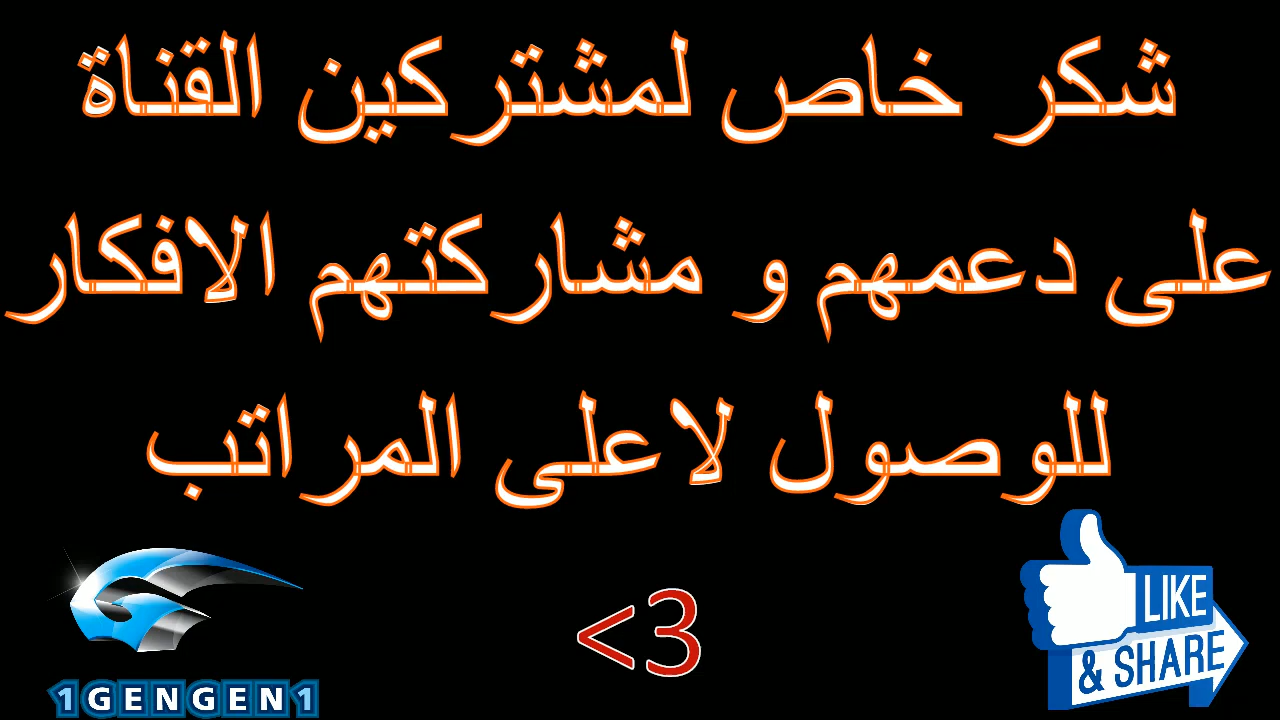 شكر خاص لمشتركين القناة
على دعمهم و مشاركتهم الافكار
للوصول لاعلى المراتب
<3
LIKE
& SHARE
1GENGEN1